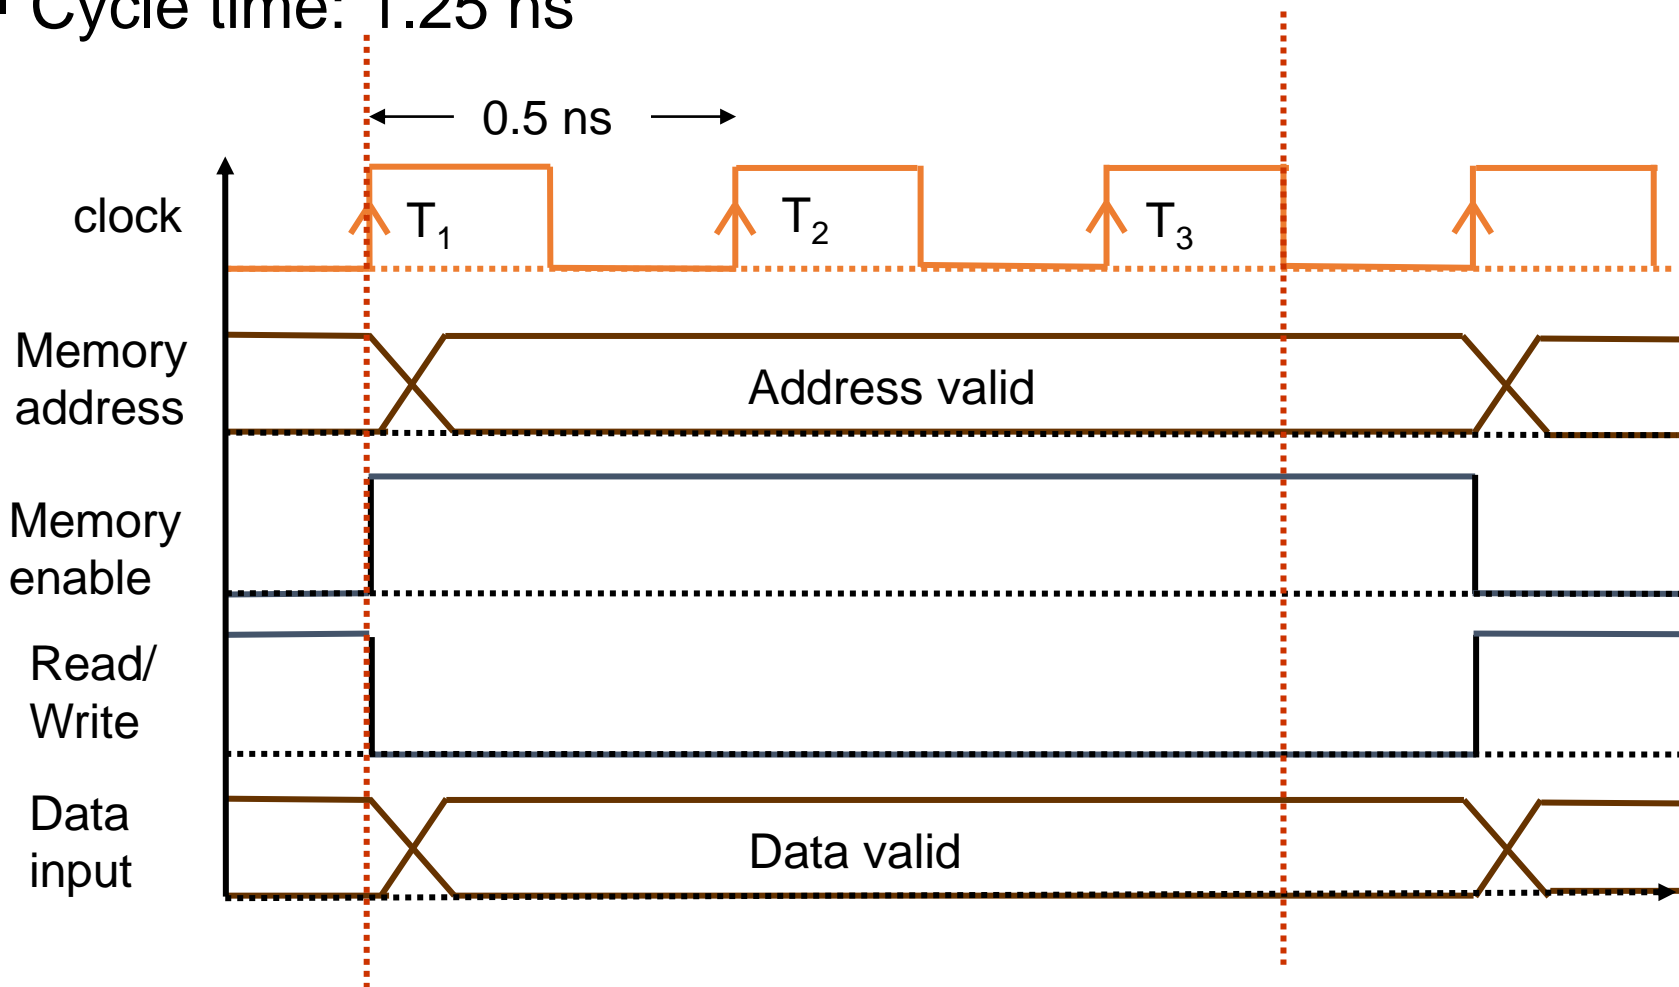 Cycle time: 1.25 ns
0.5 ns
clock
T₁
T₂
T₃
Memory
address
Address valid
Memory
enable
Read/
Write
Data
input
Data valid